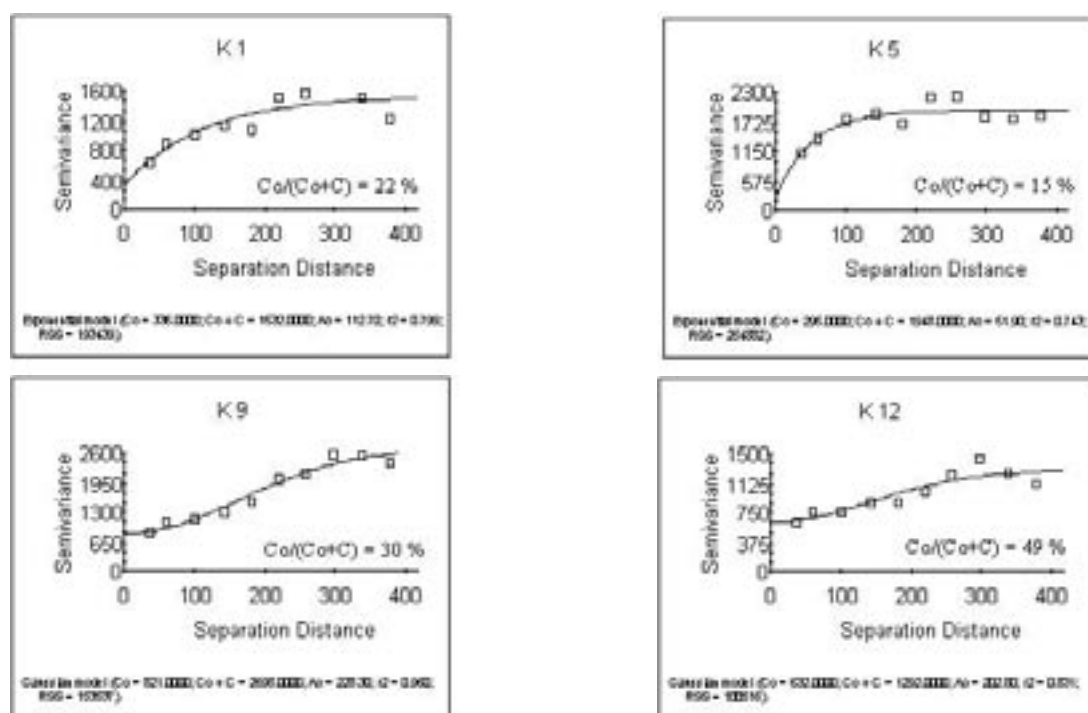 K1
Semivariance
1600
1200
800
400
0
Co/(Co+C) = 22 %
0 100 200 300 400
Separation Distance
K5
Semivariance
2300
1725
1150
575
0
Co/(Co+C) = 15 %
0 100 200 300 400
Separation Distance
K9
Semivariance
2600
1950
1300
650
0
Co/(Co+C) = 30 %
0 100 200 300 400
Separation Distance
K12
Semivariance
1500
1125
750
375
0
Co/(Co+C) = 49 %
0 100 200 300 400
Separation Distance